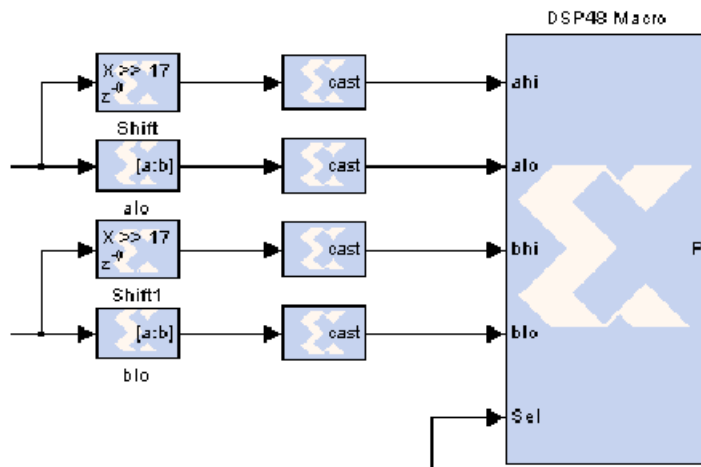 DSP48 Macro
X >> 17
z⁻⁰
cast
ahi
Shift
[a:b]
cast
alo
alo
X >> 17
z⁻⁰
cast
bhi
P
Shift1
[a:b]
cast
blo
blo
Sel